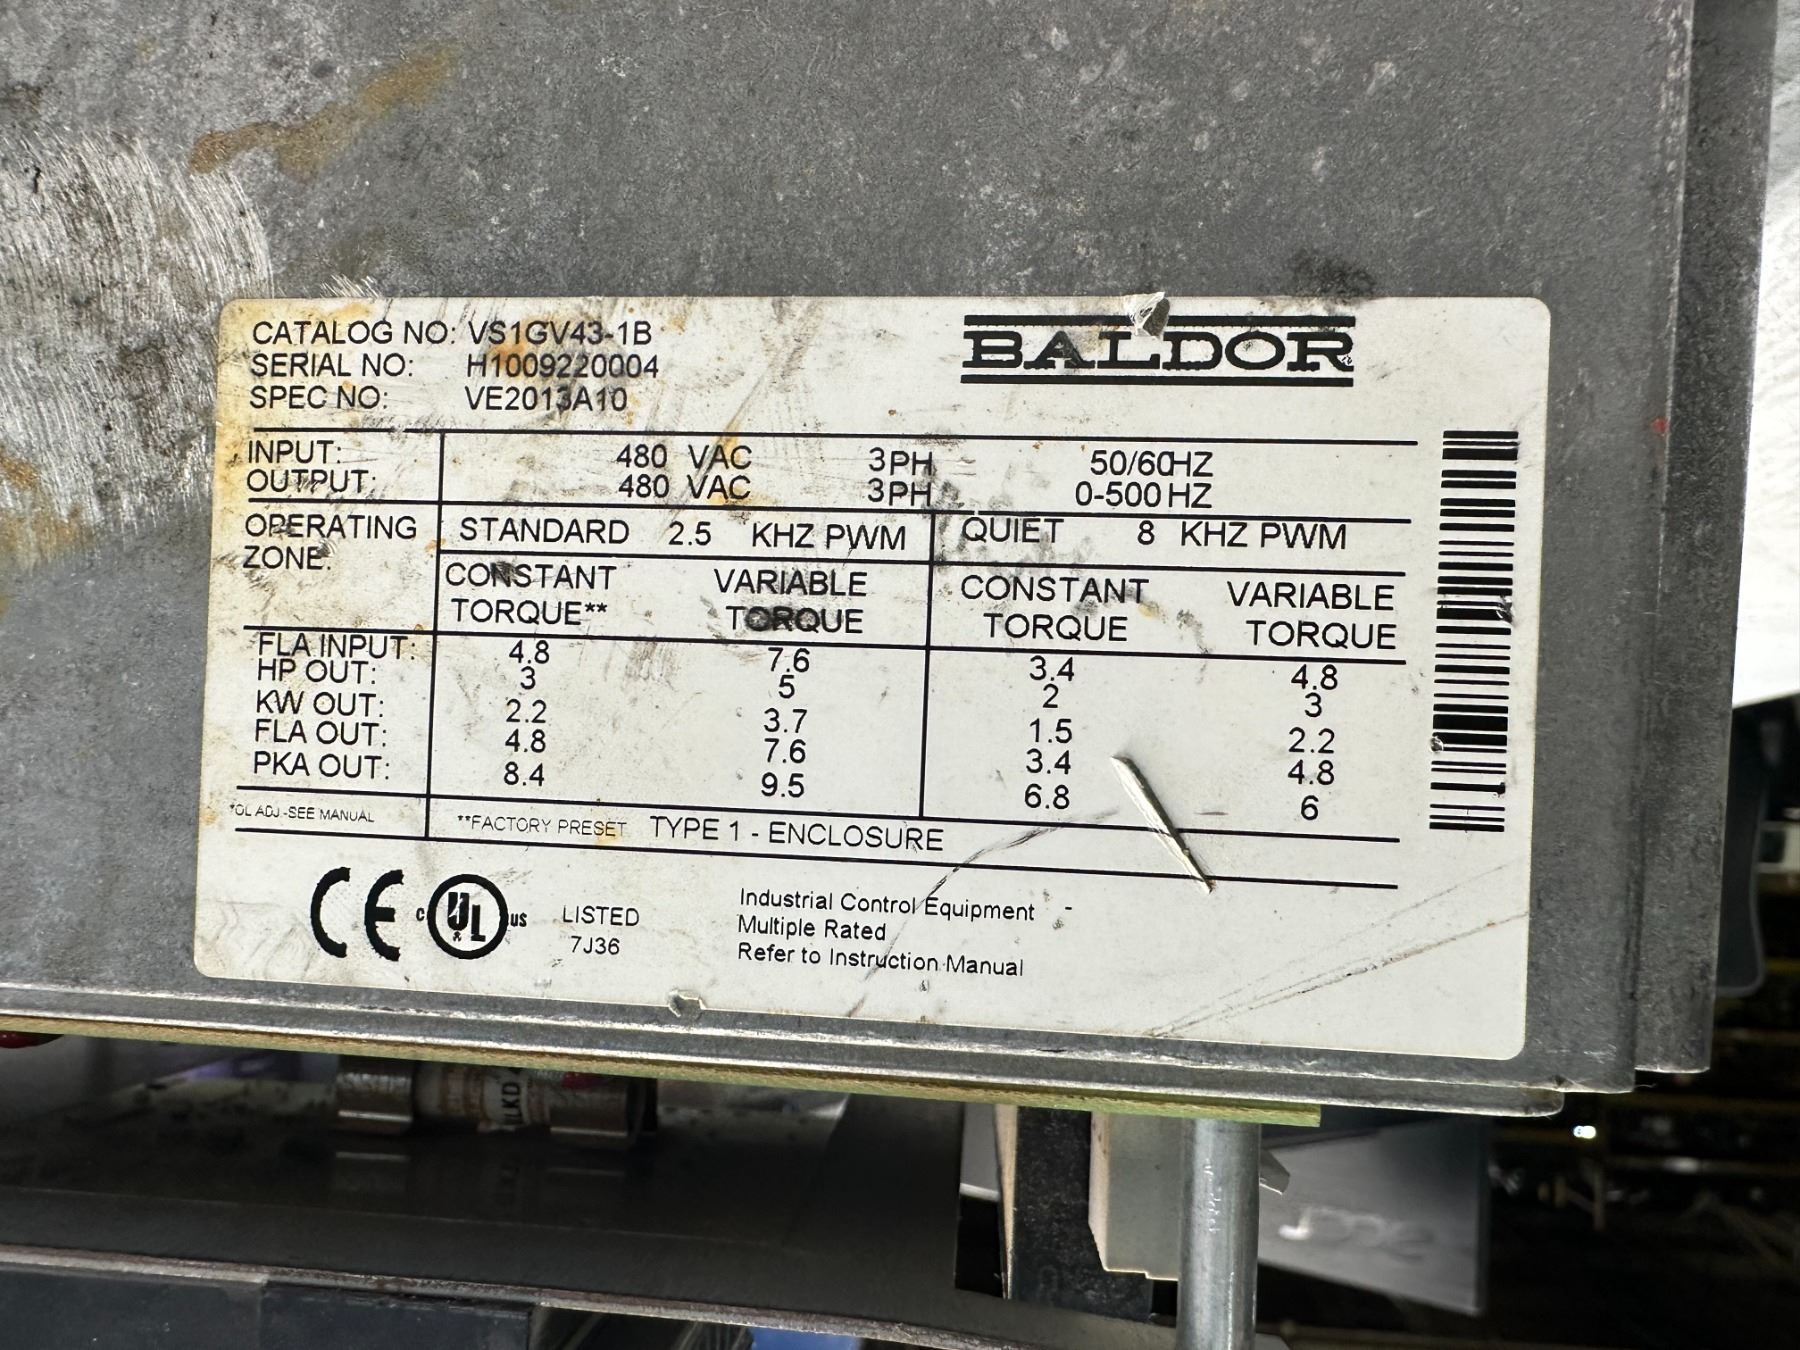 CATALOG NO: VS1GV43-1B
SERIAL NO: H1009220004
SPEC NO: VE2013A10
BALDOR
INPUT: 480 VAC 3PH 50/60HZ
OUTPUT: 480 VAC 3PH 0-500 HZ
OPERATING ZONE: STANDARD 2.5 KHZ PWM QUIET 8 KHZ PWM
CONSTANT VARIABLE CONSTANT VARIABLE
TORQUE** TORQUE TORQUE TORQUE
FLA INPUT: 4.8 7.6 3.4 4.8
HP OUT: 3 5 2 3
KW OUT: 2.2 3.7 1.5 2.2
FLA OUT: 4.8 7.6 3.4 4.8
PKA OUT: 8.4 9.5 6.8 6
*OL ADJ.-SEE MANUAL **FACTORY PRESET TYPE 1 - ENCLOSURE
CE c UL us LISTED
7J36
Industrial Control Equipment -
Multiple Rated
Refer to Instruction Manual